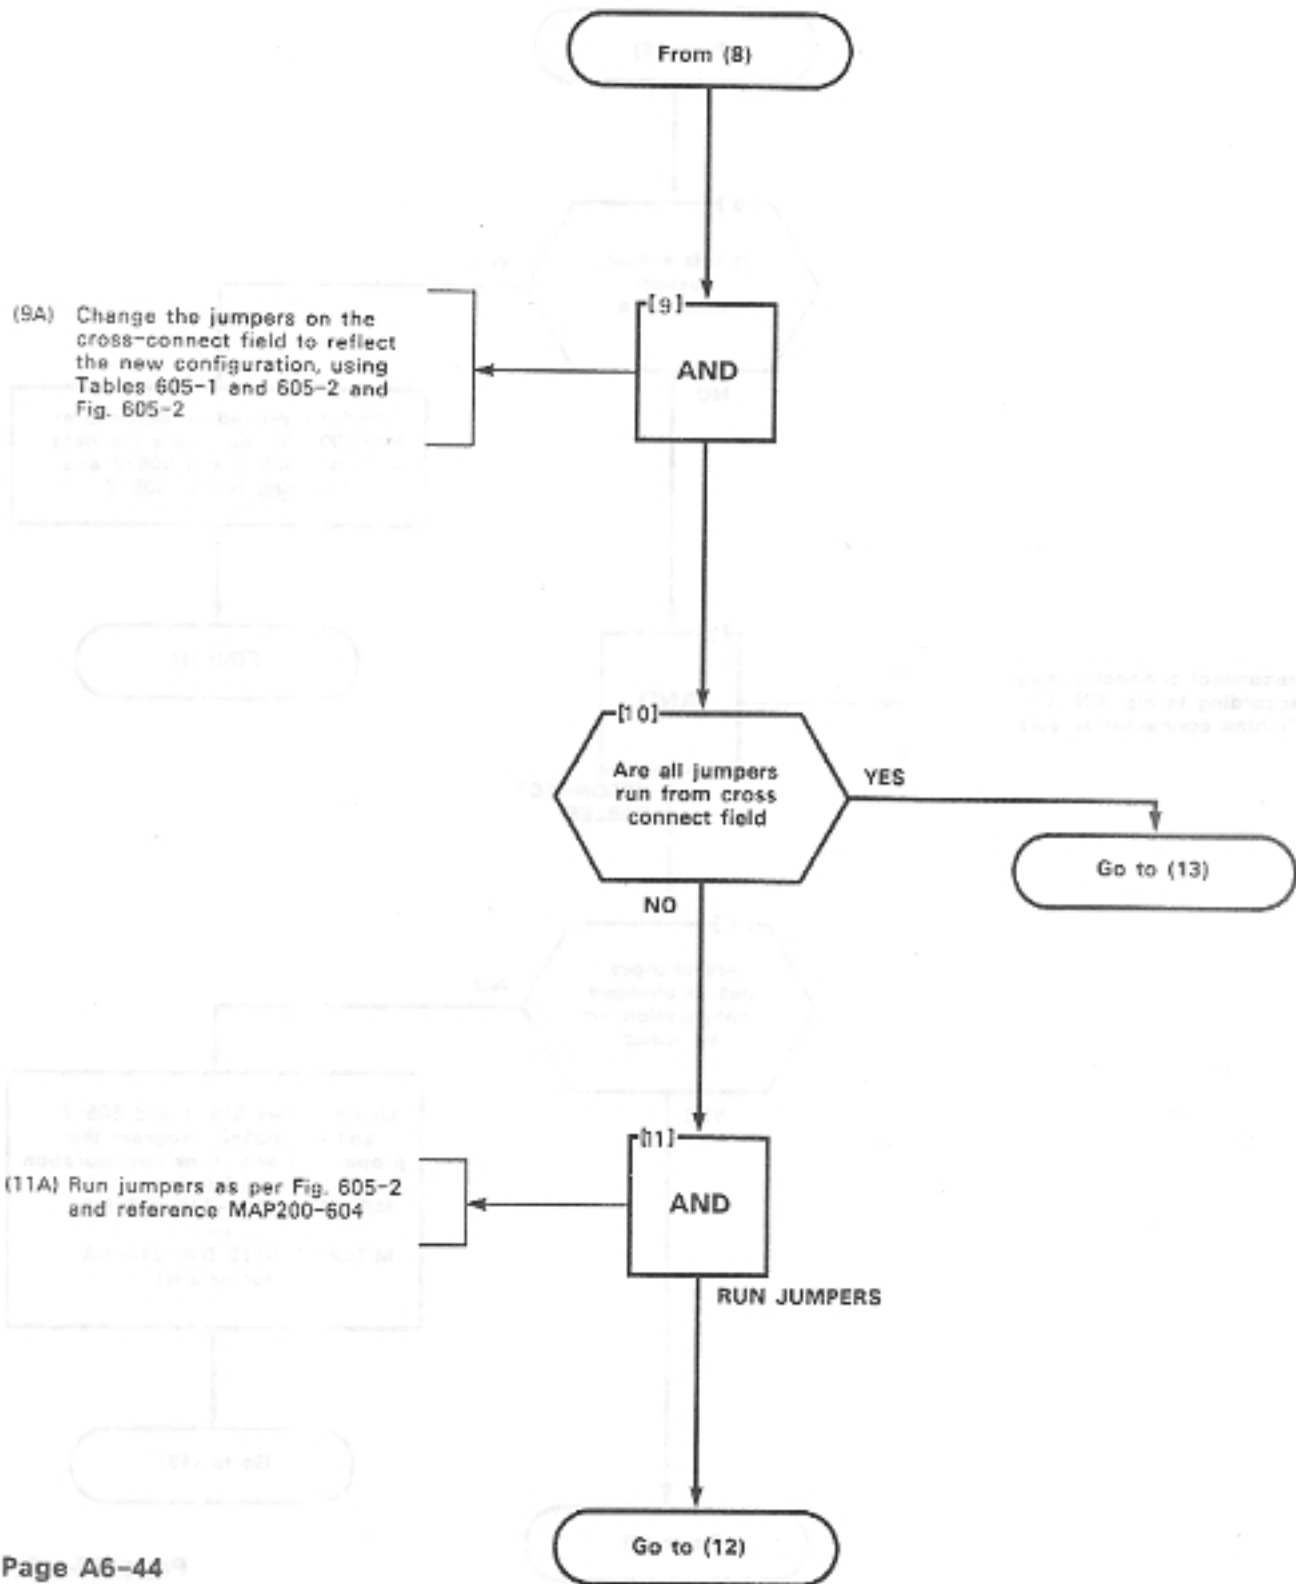 From (8)
[9]
AND
(9A) Change the jumpers on the
cross-connect field to reflect
the new configuration, using
Tables 605-1 and 605-2 and
Fig. 605-2
[10]
Are all jumpers
run from cross
connect field
YES
Go to (13)
NO
[11]
AND
(11A) Run jumpers as per Fig. 605-2
and reference MAP200-604
RUN JUMPERS
Go to (12)
Page A6-44